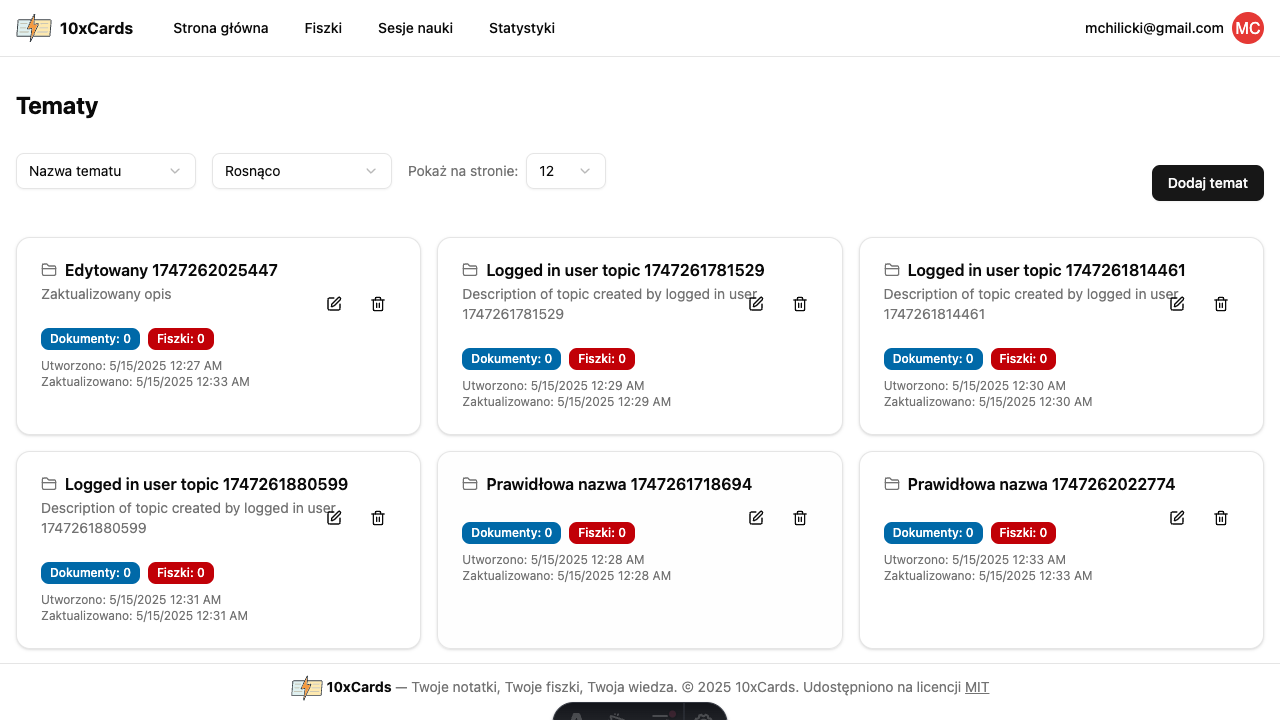 10xCards
Strona główna
Fiszki
Sesje nauki
Statystyki
mchilicki@gmail.com
MC
Tematy
Nazwa tematu
Rosnąco
Pokaż na stronie:
12
Dodaj temat
Edytowany 1747262025447
Zaktualizowany opis
Dokumenty: 0
Fiszki: 0
Utworzono: 5/15/2025 12:27 AM
Zaktualizowano: 5/15/2025 12:33 AM
Logged in user topic 1747261781529
Description of topic created by logged in user
1747261781529
Dokumenty: 0
Fiszki: 0
Utworzono: 5/15/2025 12:29 AM
Zaktualizowano: 5/15/2025 12:29 AM
Logged in user topic 1747261814461
Description of topic created by logged in user
1747261814461
Dokumenty: 0
Fiszki: 0
Utworzono: 5/15/2025 12:30 AM
Zaktualizowano: 5/15/2025 12:30 AM
Logged in user topic 1747261880599
Description of topic created by logged in user
1747261880599
Dokumenty: 0
Fiszki: 0
Utworzono: 5/15/2025 12:31 AM
Zaktualizowano: 5/15/2025 12:31 AM
Prawidłowa nazwa 1747261718694
Dokumenty: 0
Fiszki: 0
Utworzono: 5/15/2025 12:28 AM
Zaktualizowano: 5/15/2025 12:28 AM
Prawidłowa nazwa 1747262022774
Dokumenty: 0
Fiszki: 0
Utworzono: 5/15/2025 12:33 AM
Zaktualizowano: 5/15/2025 12:33 AM
10xCards — Twoje notatki, Twoje fiszki, Twoja wiedza. © 2025 10xCards. Udostępniono na licencji MIT